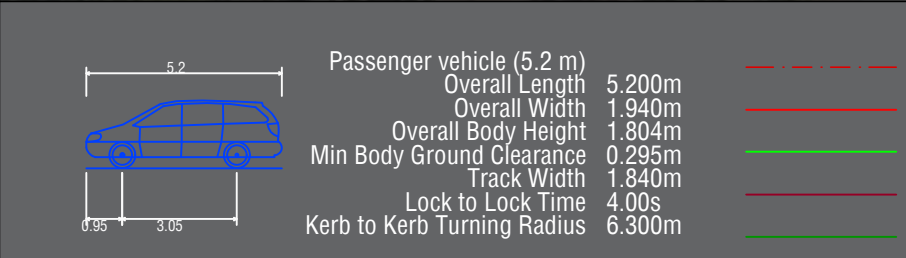 5.2
0.95 3.05
Passenger vehicle (5.2 m)
Overall Length 5.200m
Overall Width 1.940m
Overall Body Height 1.804m
Min Body Ground Clearance 0.295m
Track Width 1.840m
Lock to Lock Time 4.00s
Kerb to Kerb Turning Radius 6.300m